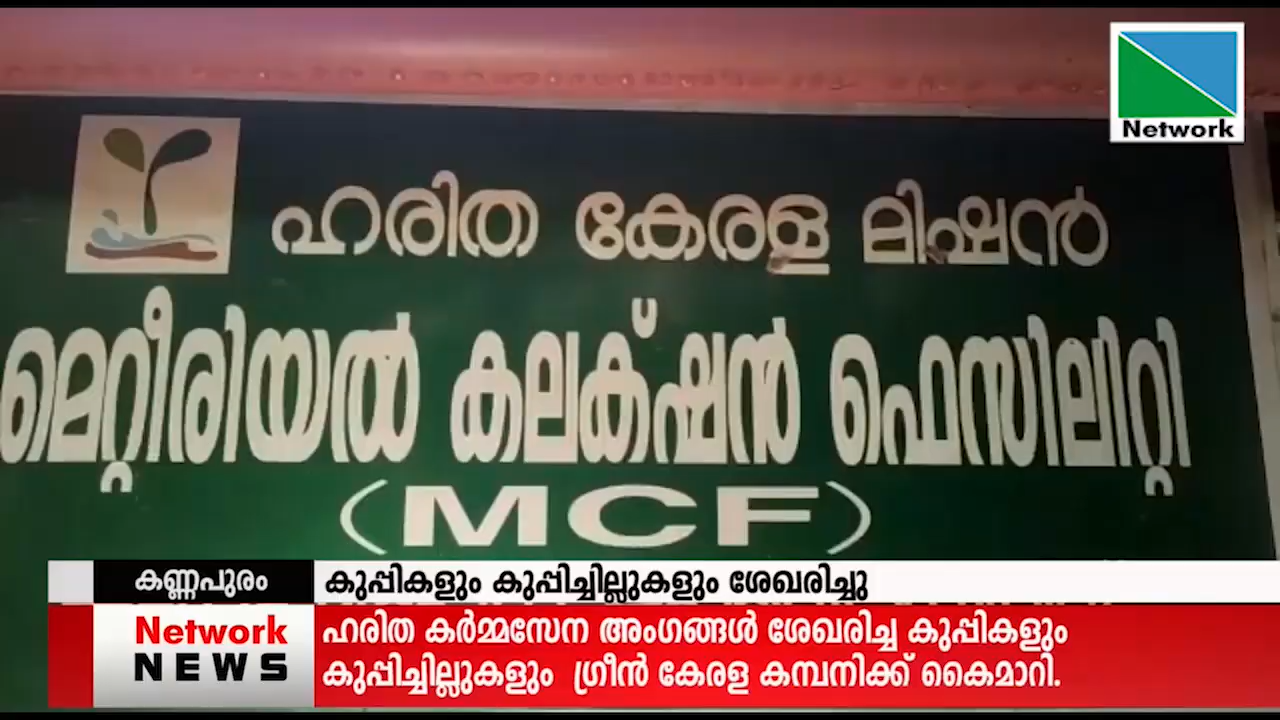 Network
ഹരിത കേരള മിഷൻ
മെറ്റീരിയൽ കലക്ഷൻ ഫെസിലിറ്റി
(MCF)
കണ്ണപുരം
കുപ്പികളും കുപ്പിച്ചില്ലുകളും ശേഖരിച്ചു
Network NEWS
ഹരിത കർമ്മസേന അംഗങ്ങൾ ശേഖരിച്ച കുപ്പികളും
കുപ്പിച്ചില്ലുകളും ഗ്രീൻ കേരള കമ്പനിക്ക് കൈമാറി.